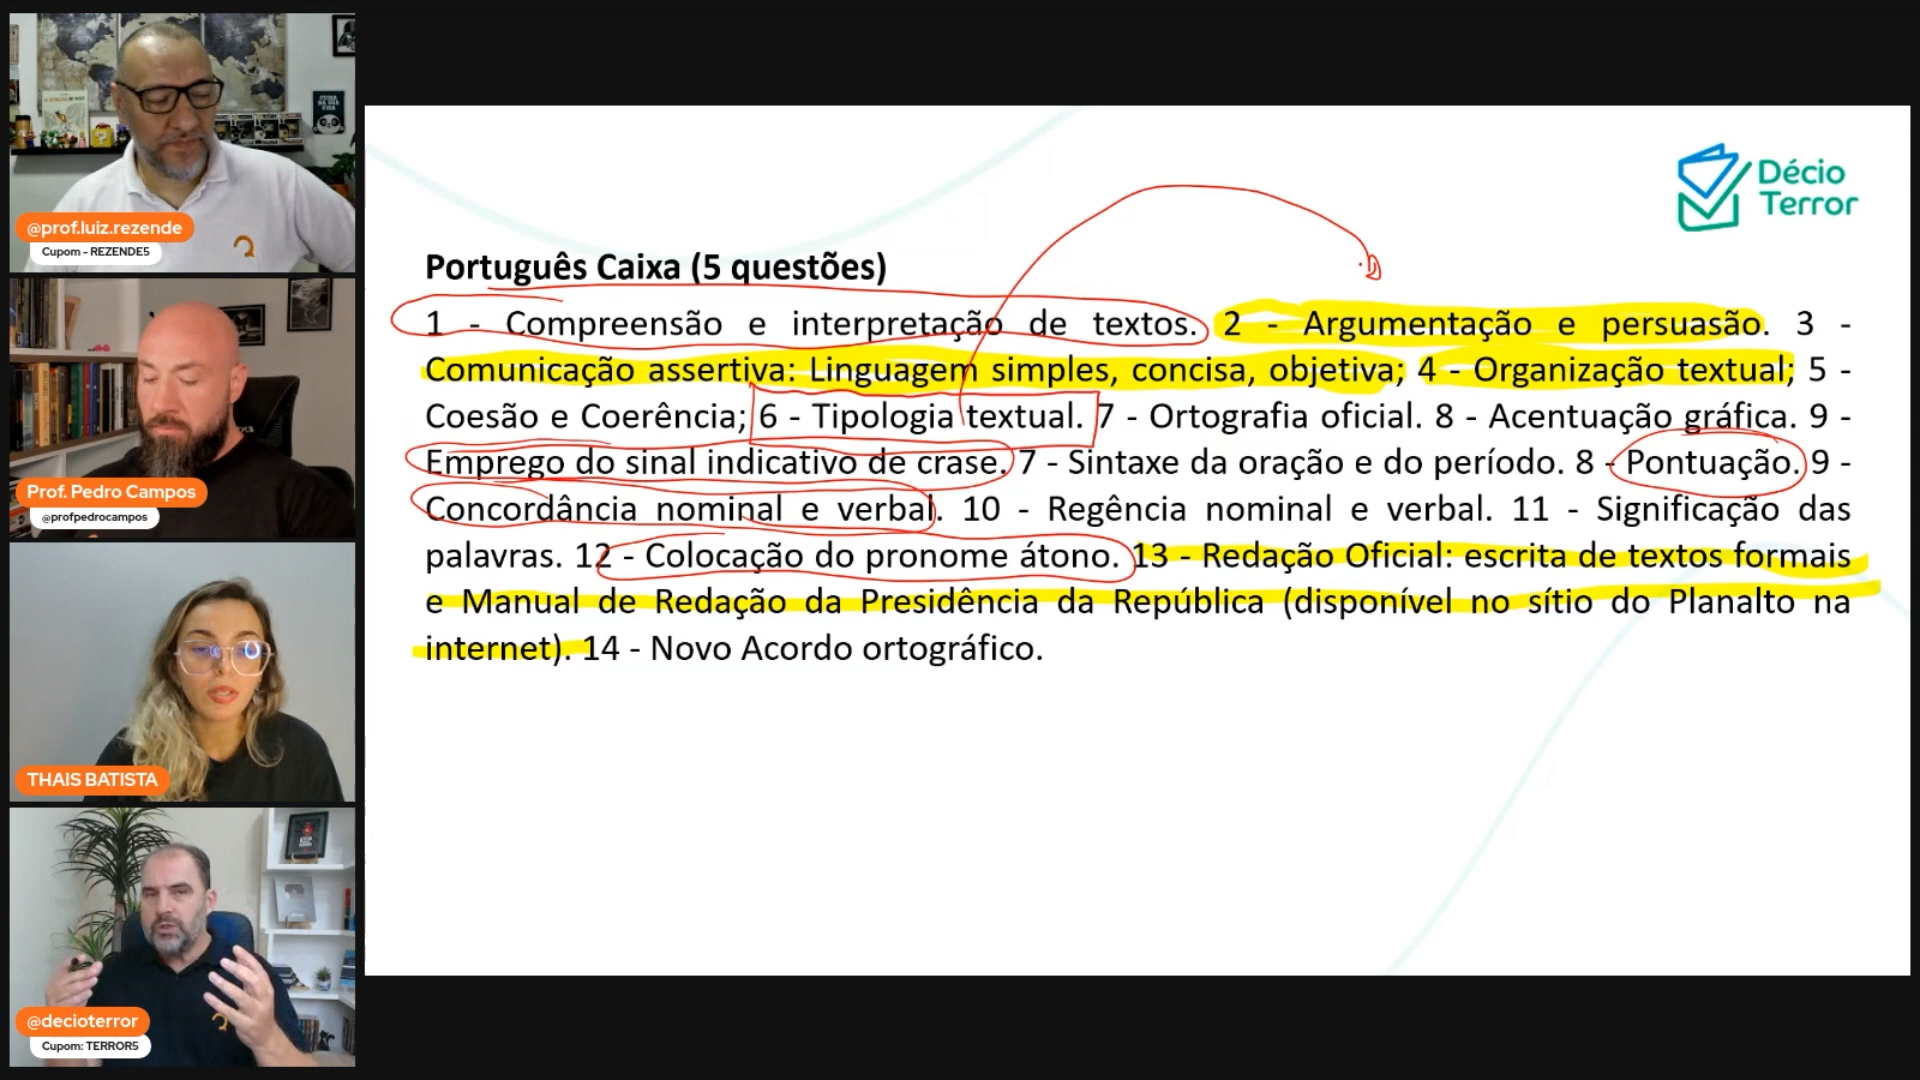 @prof.luiz.rezende
Cupom - REZENDE5
Prof. Pedro Campos
@profpedrocampos
THAIS BATISTA
@decioterror
Cupom: TERROR5
Décio
Terror
Português Caixa (5 questões)
1 - Compreensão e interpretação de textos. 2 - Argumentação e persuasão. 3 -
Comunicação assertiva: Linguagem simples, concisa, objetiva; 4 - Organização textual; 5 -
Coesão e Coerência; 6 - Tipologia textual. 7 - Ortografia oficial. 8 - Acentuação gráfica. 9 -
Emprego do sinal indicativo de crase. 7 - Sintaxe da oração e do período. 8 - Pontuação. 9 -
Concordância nominal e verbal. 10 - Regência nominal e verbal. 11 - Significação das
palavras. 12 - Colocação do pronome átono. 13 - Redação Oficial: escrita de textos formais
e Manual de Redação da Presidência da República (disponível no sítio do Planalto na
internet). 14 - Novo Acordo ortográfico.